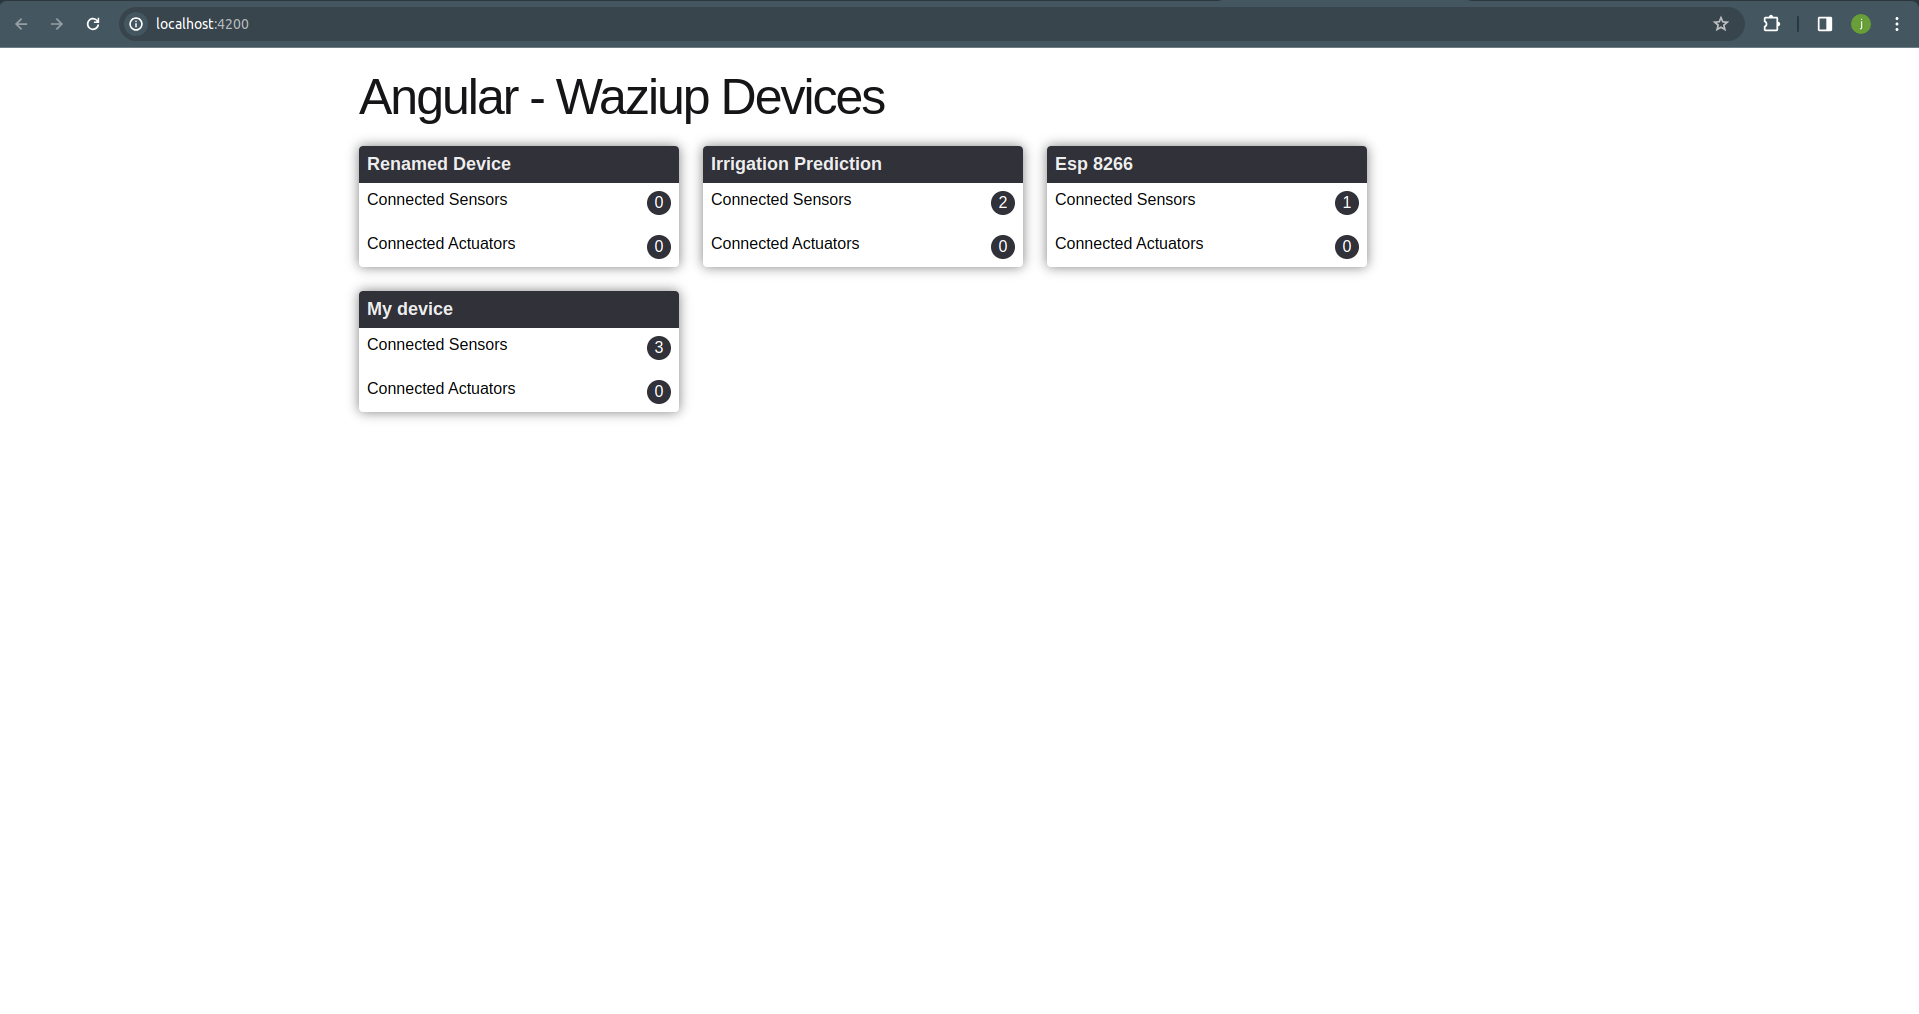 localhost:4200
j
Angular - Waziup Devices
Renamed Device
Connected Sensors 0
Connected Actuators 0
Irrigation Prediction
Connected Sensors 2
Connected Actuators 0
Esp 8266
Connected Sensors 1
Connected Actuators 0
My device
Connected Sensors 3
Connected Actuators 0